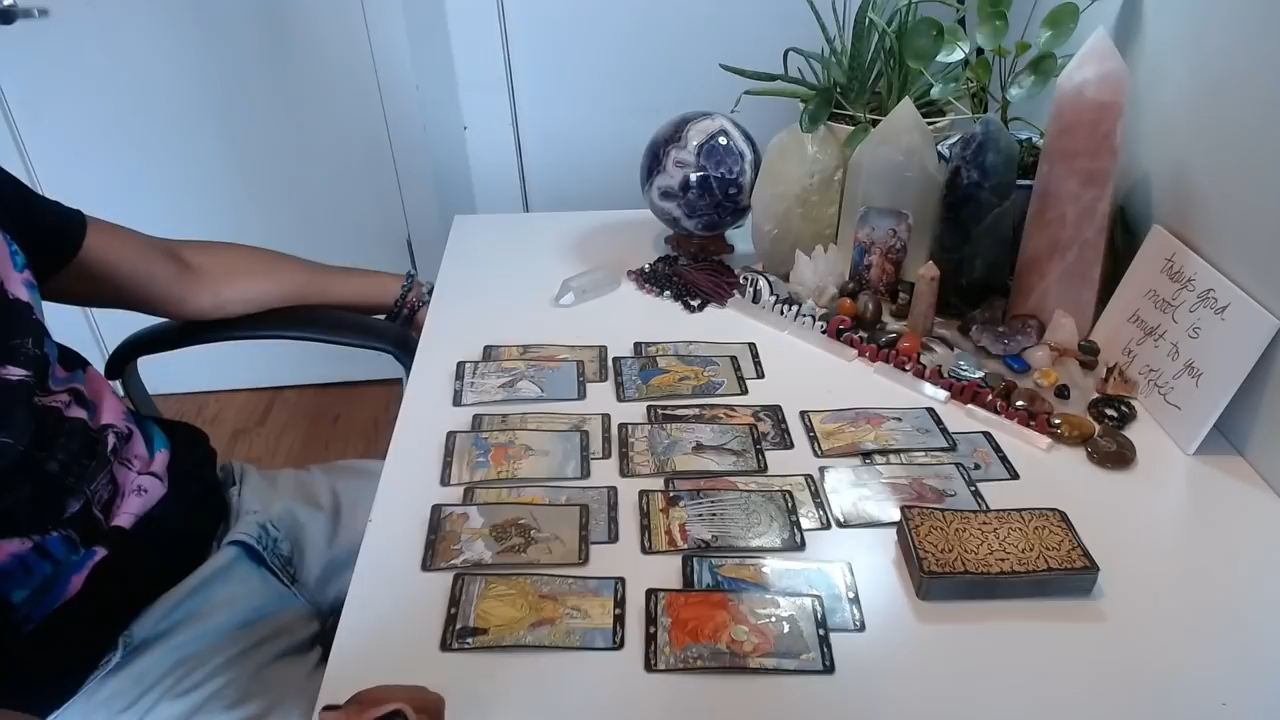 Divine
today's good
mood is
brought to you
by coffee